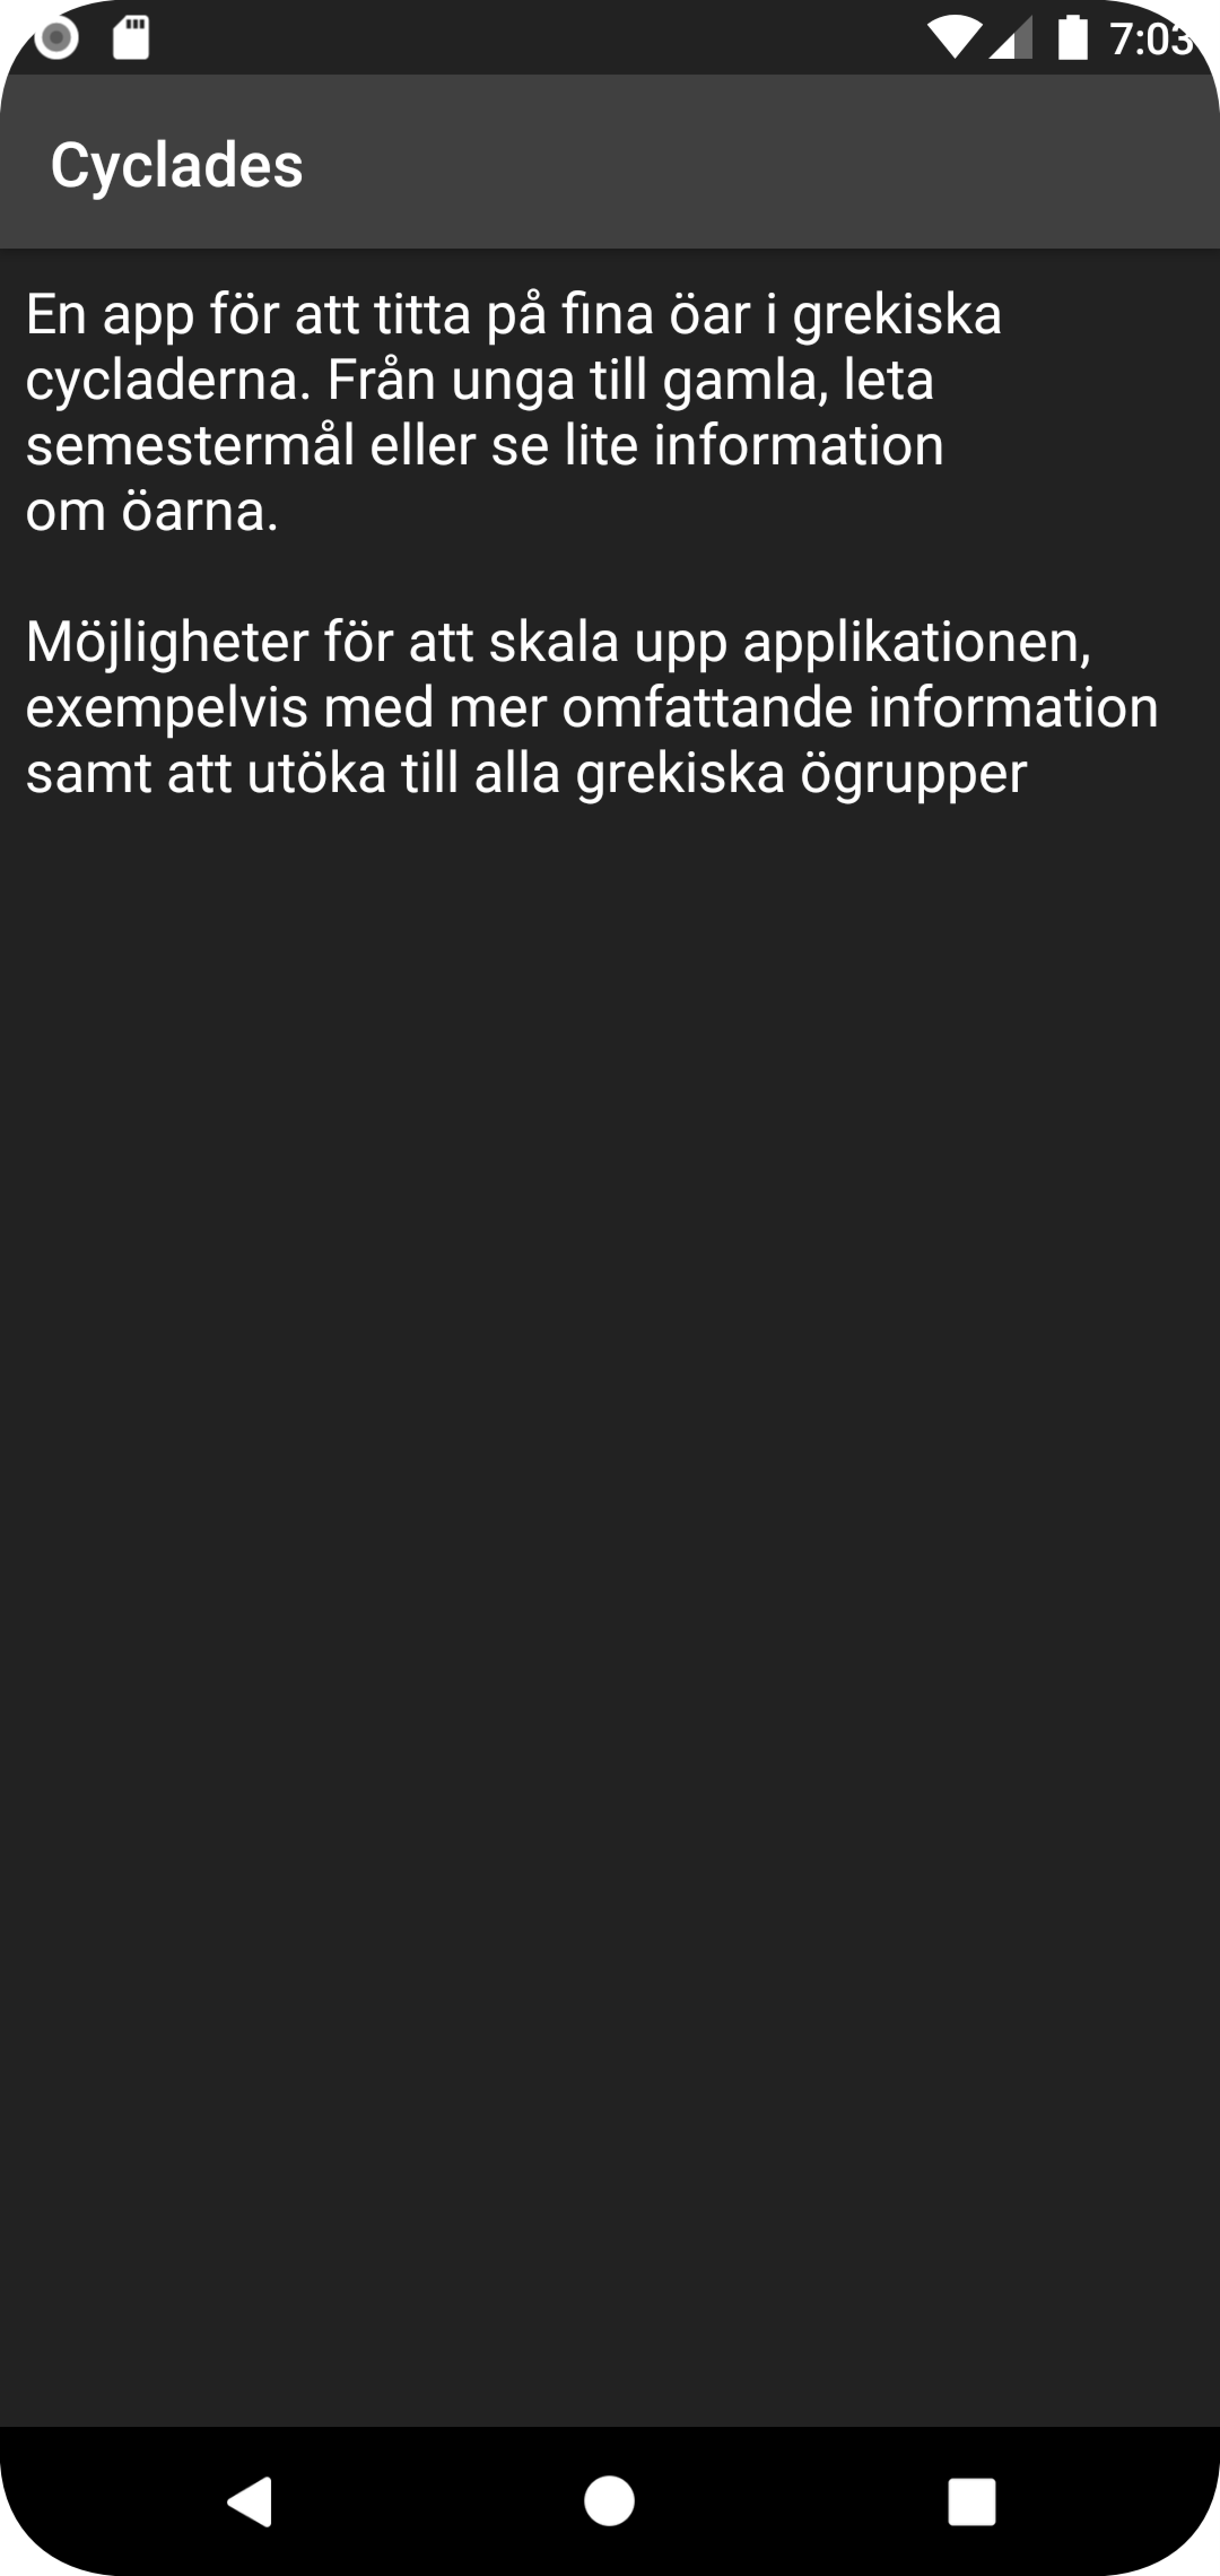 7:03
Cyclades
En app för att titta på fina öar i grekiska
cycladerna. Från unga till gamla, leta
semestermål eller se lite information
om öarna.
Möjligheter för att skala upp applikationen,
exempelvis med mer omfattande information
samt att utöka till alla grekiska ögrupper